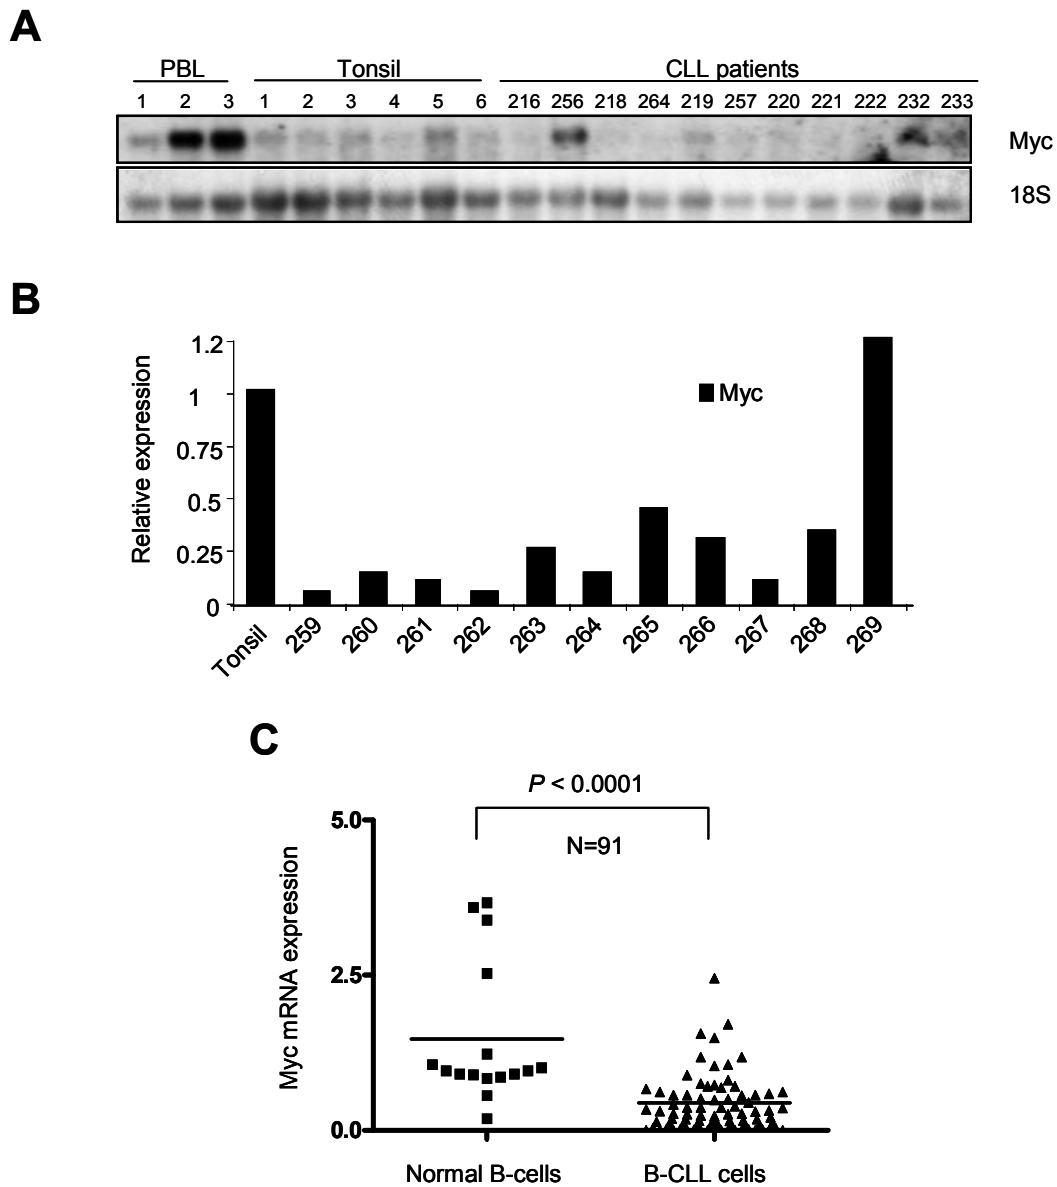 A
PBL Tonsil CLL patients
1 2 3 1 2 3 4 5 6 216 256 218 264 219 257 220 221 222 232 233
Myc
18S
B
Relative expression
1.2
1
0.75
0.5
0.25
0
Myc
Tonsil 259 260 261 262 263 264 265 266 267 268 269
C
P < 0.0001
N=91
Myc mRNA expression
5.0
2.5
0.0
Normal B-cells B-CLL cells